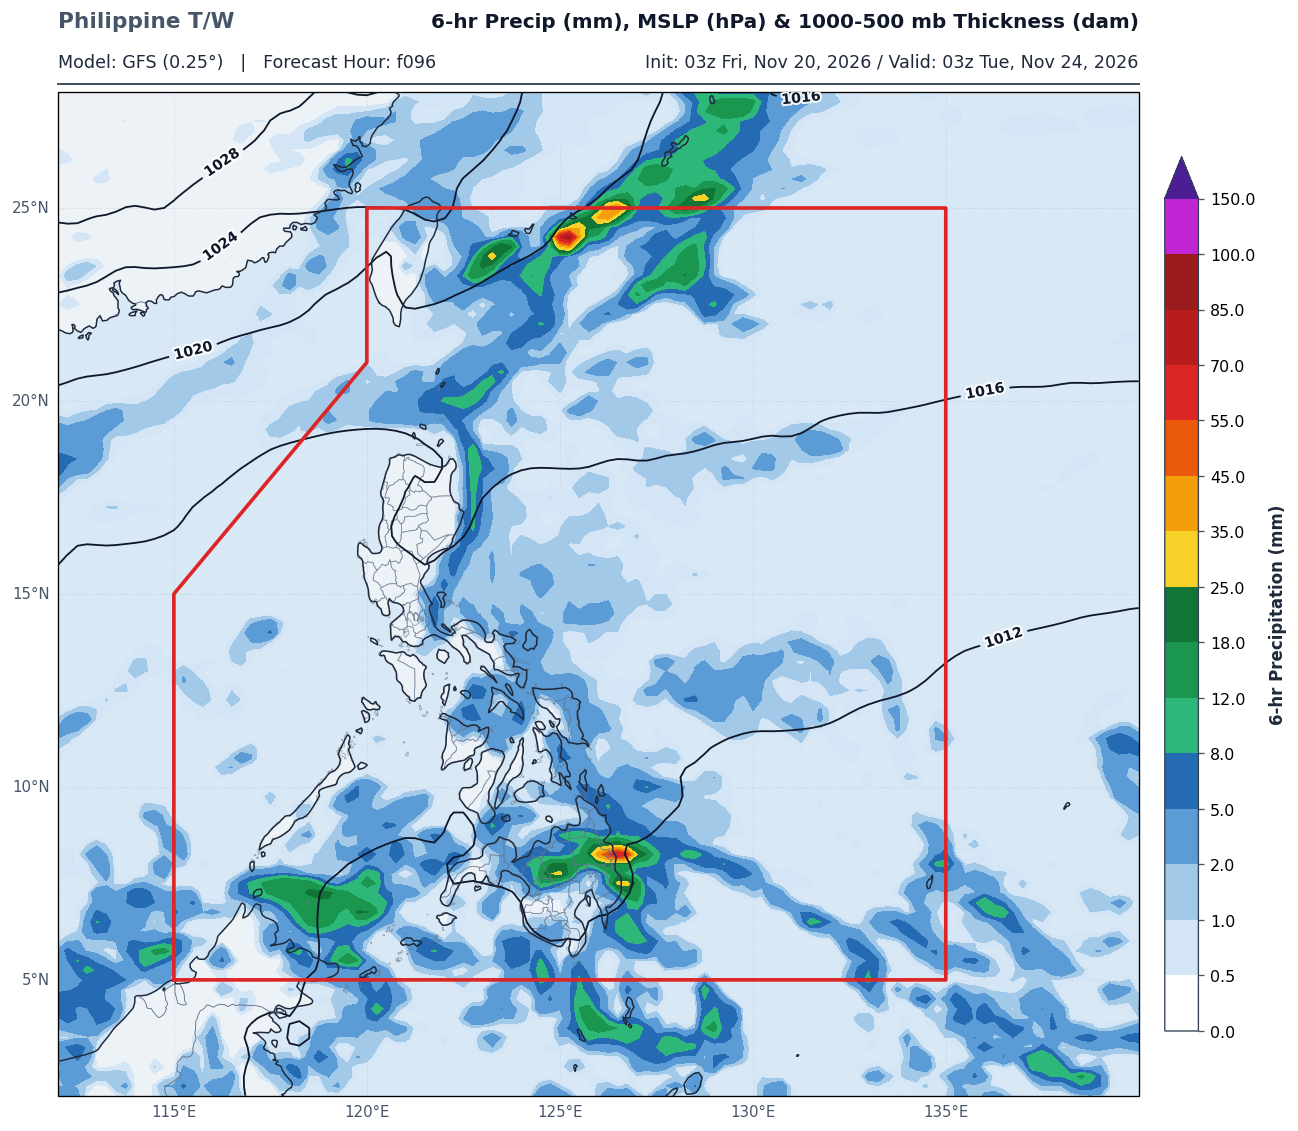 Philippine T/W
6-hr Precip (mm), MSLP (hPa) & 1000-500 mb Thickness (dam)
Model: GFS (0.25°) | Forecast Hour: f096
Init: 03z Fri, Nov 20, 2026 / Valid: 03z Tue, Nov 24, 2026
1016
1028
1024
1020
1016
1012
25°N
20°N
15°N
10°N
5°N
115°E
120°E
125°E
130°E
135°E
150.0
100.0
85.0
70.0
55.0
45.0
35.0
25.0
18.0
12.0
8.0
5.0
2.0
1.0
0.5
0.0
6-hr Precipitation (mm)